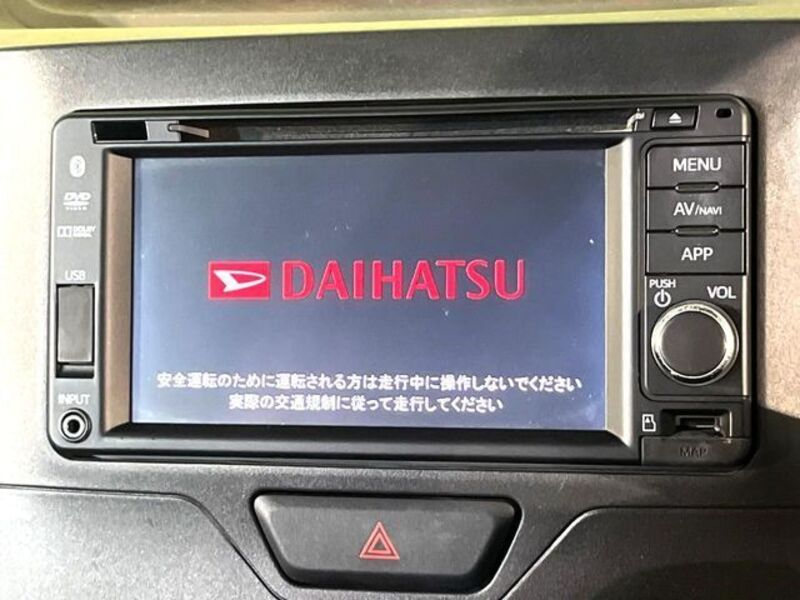 MENU
DVD
VIDEO
AV/NAVI
DOLBY
DIGITAL
APP
USB
PUSH
VOL
DAIHATSU
安全運転のために運転される方は走行中に操作しないでください
実際の交通規制に従って走行してください
INPUT
MAP